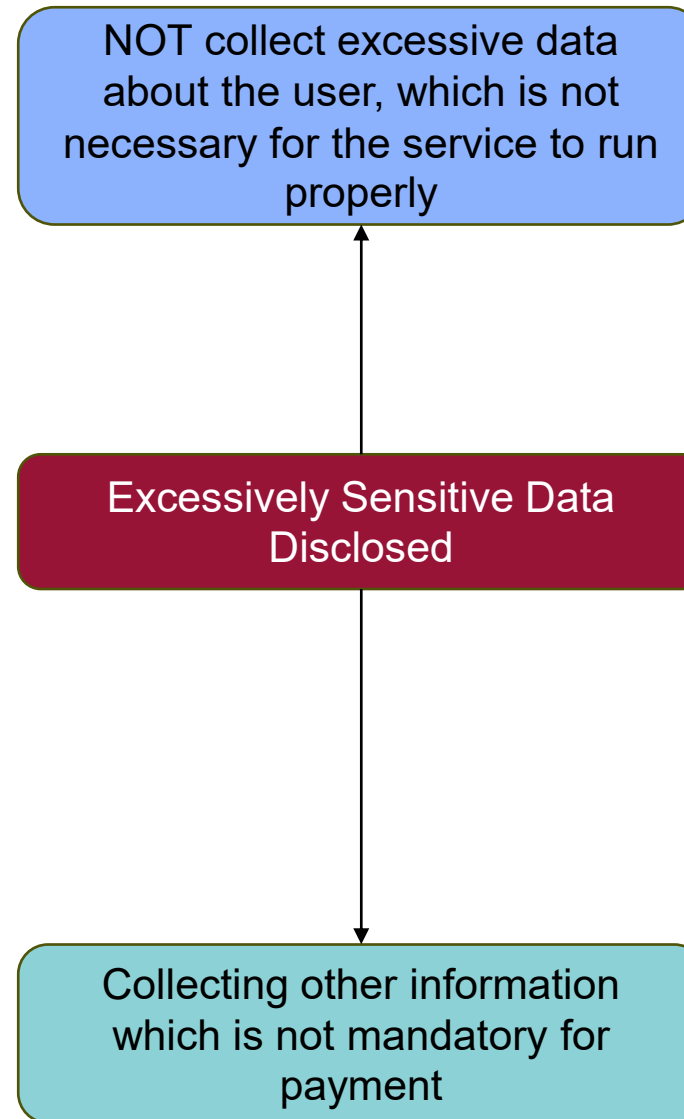 NOT collect excessive data
about the user, which is not
necessary for the service to run
properly
Excessively Sensitive Data
Disclosed
Collecting other information
which is not mandatory for
payment